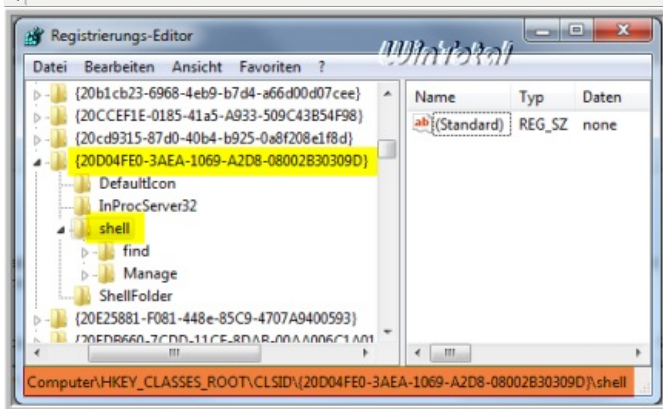 Registrierungs-Editor
WinTotal
Datei Bearbeiten Ansicht Favoriten ?
{20b1cb23-6968-4eb9-b7d4-a66d00d07cee}
{20CCEF1E-0185-41a5-A933-509C43B54F98}
{20cd9315-87d0-40b4-b925-0a8f208e1f8d}
{20D04FE0-3AEA-1069-A2D8-08002B30309D}
DefaultIcon
InProcServer32
shell
find
Manage
ShellFolder
{20E25881-F081-448e-85C9-4707A9400593}
Name Typ Daten
ab (Standard) REG_SZ none
Computer\HKEY_CLASSES_ROOT\CLSID\{20D04FE0-3AEA-1069-A2D8-08002B30309D}\shell